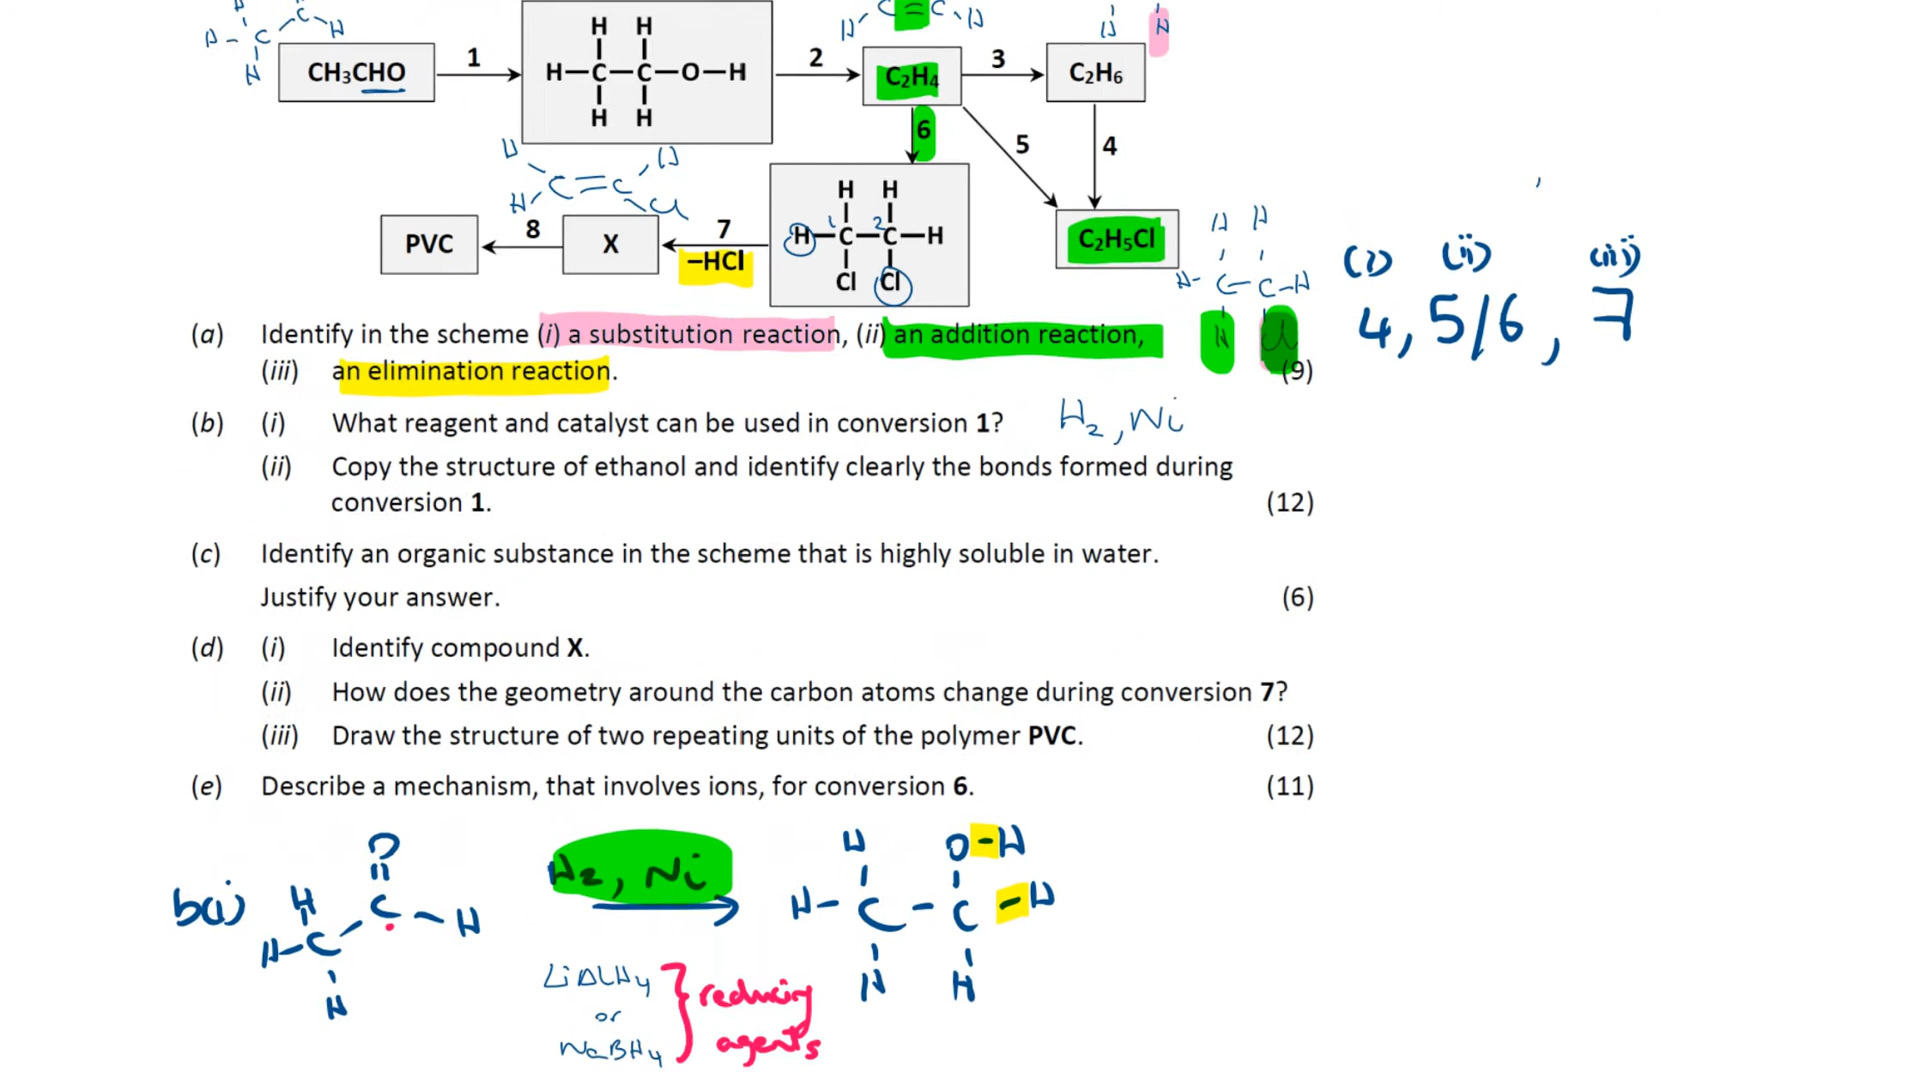 C = C
H H
H - C C H
H
H H
CH3CHO 1 H—C—C—O—H 2 C2H4 3 C2H6
H H
6 5 4
H H
H C = C H Cl
H H
PVC 8 X 7 H—C—C—H C2H5Cl
–HCl
1 2
Cl Cl
H H
H - C - C - H
H Cl
(i) (ii) (iii)
4, 5/6, 7
(a) Identify in the scheme (i) a substitution reaction, (ii) an addition reaction,
(iii) an elimination reaction. (9)
(b) (i) What reagent and catalyst can be used in conversion 1? H2, Ni
(ii) Copy the structure of ethanol and identify clearly the bonds formed during
conversion 1. (12)
(c) Identify an organic substance in the scheme that is highly soluble in water.
Justify your answer. (6)
(d) (i) Identify compound X.
(ii) How does the geometry around the carbon atoms change during conversion 7?
(iii) Draw the structure of two repeating units of the polymer PVC. (12)
(e) Describe a mechanism, that involves ions, for conversion 6. (11)
O H O - H
b(i) H C - H H2, Ni H - C - C - H
H - C
H H H
LiAlH4
or
NaBH4
reducing
agents